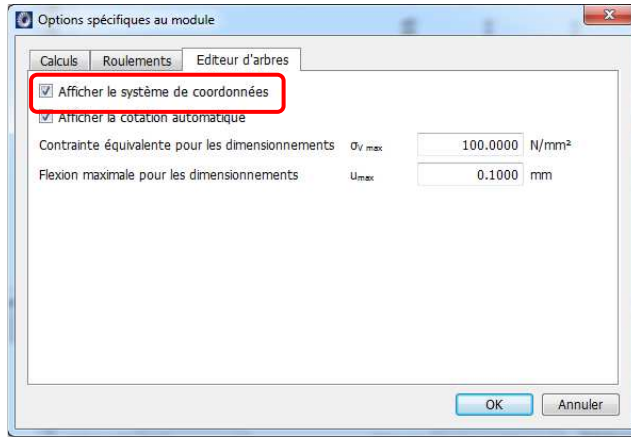 Options spécifiques au module
Calculs Roulements Editeur d'arbres
Afficher le système de coordonnées
Afficher la cotation automatique
Contrainte équivalente pour les dimensionnements σV max 100.0000 N/mm²
Flexion maximale pour les dimensionnements umax 0.1000 mm
OK Annuler